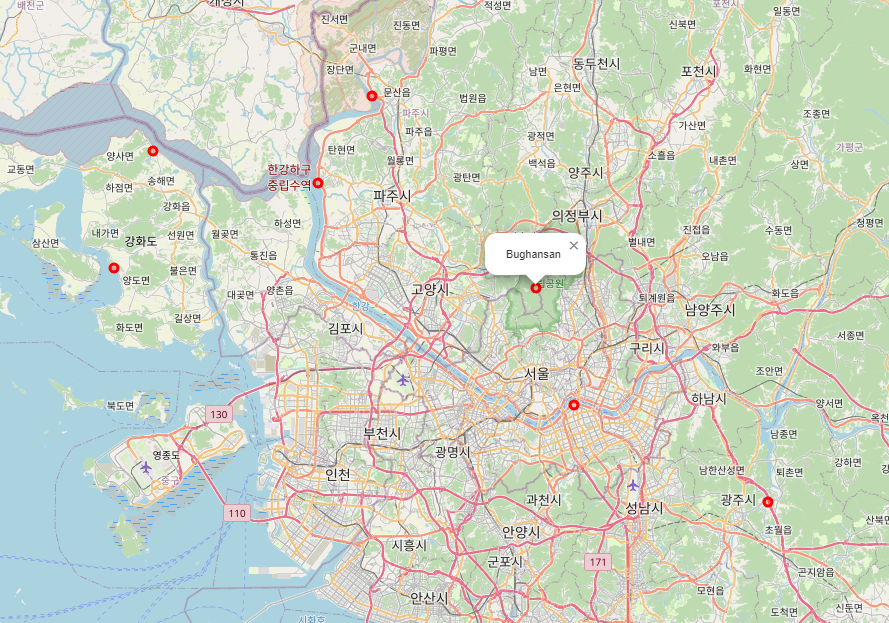 배천군
개성시
진서면
진동면
적성면
포천시
일동면
신북면
군내면
파평면
장단면
남면
동두천시
포천시
화현면
은현면
문산읍
법원읍
파주시
조종면
가산면
파주읍
광적면
가평군
양사면
탄현면
월롱면
백석읍
소흘읍
내촌면
상면
교동면
송해면
한강하구
중립수역
광탄면
양주시
하점면
파주시
강화읍
의정부시
하성면
청평면
수동면
진접읍
내가면
선원면
월곶면
강화도
별내면
삼산면
통진읍
Bughansan
×
오남읍
불은면
양도면
대곶면
양촌읍
고양시
화도읍
퇴계원읍
한강
남양주시
길상면
화도면
김포시
서종면
구리시
와부읍
서울
조안면
북도면
하남시
양서면
130
옥천
부천시
남종면
광명시
영종도
강하면
인천
남한산성면
퇴촌면
강
중구
과천시
광주시
성남시
110
산북
안양시
초월읍
시흥시
군포시
171
곤지암읍
모현읍
안산시
신둔면
도척면
시화호